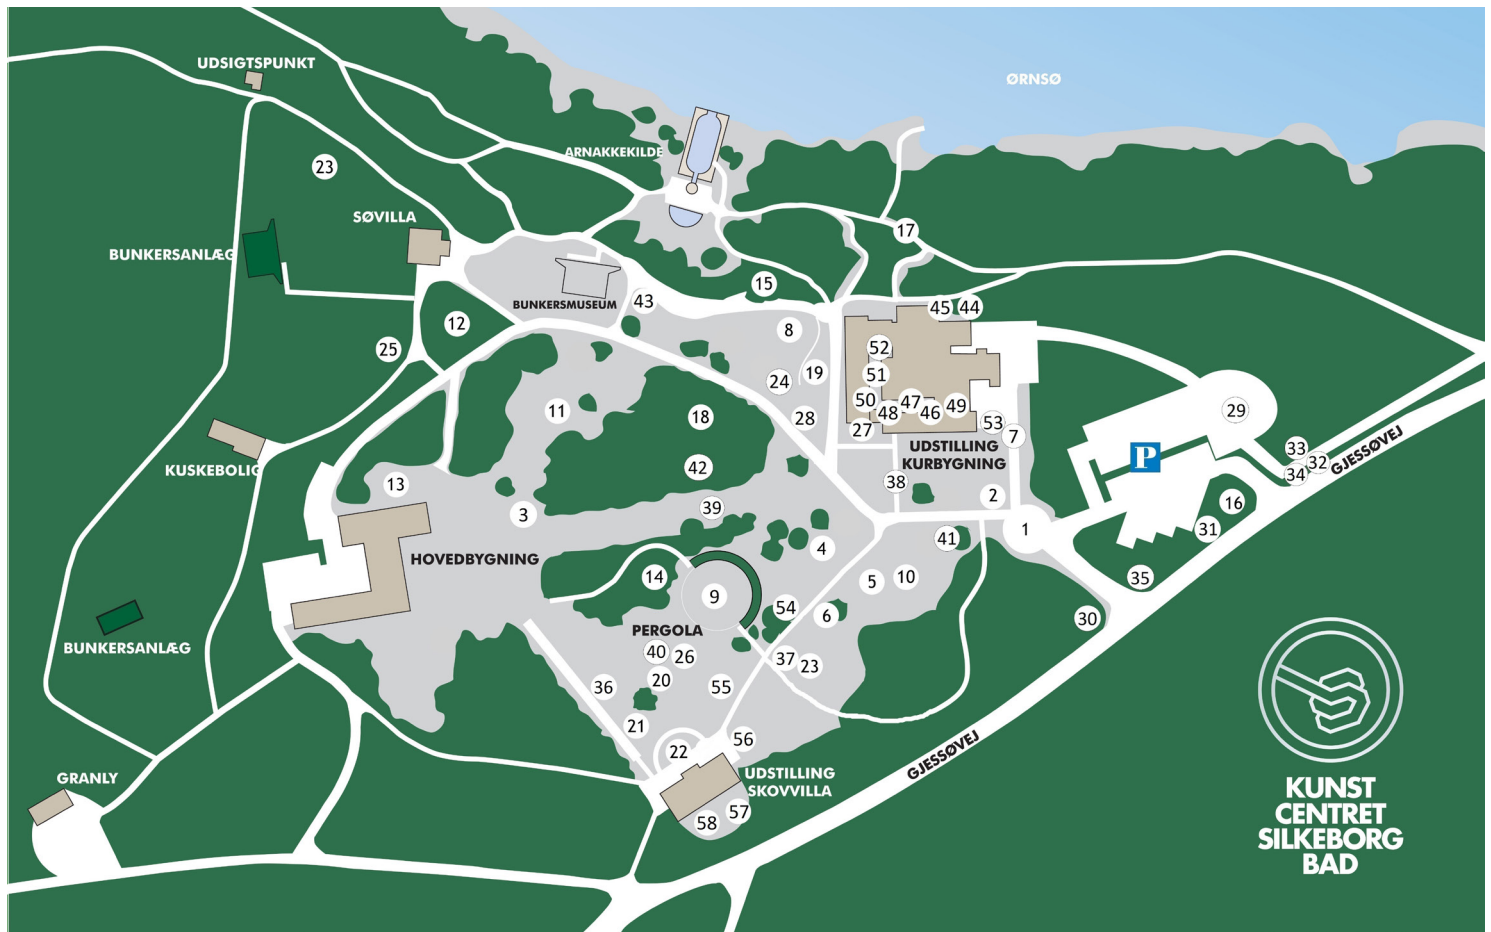 UDSIGTSPUNKT
ØRNSØ
ARNAKKEKILDE
23
SØVILLA
17
BUNKERSANLÆG
15
BUNKERSMUSEUM
43
45
44
12
8
25
52
19
51
24
11
50
47
49
48
46
18
28
29
27
53
7
UDSTILLING
KURBYGNING
GJESSØVEJ
33
32
34
P
KUSKEBOLIG
42
13
38
2
16
39
3
1
31
41
4
HOVEDBYGNING
14
5
10
35
9
54
6
30
BUNKERSANLÆG
PERGOLA
40
26
37
23
20
36
55
21
56
22
GJESSØVEJ
GRANLY
UDSTILLING
SKOVVILLA
57
58
KUNST
CENTRET
SILKEBORG
BAD